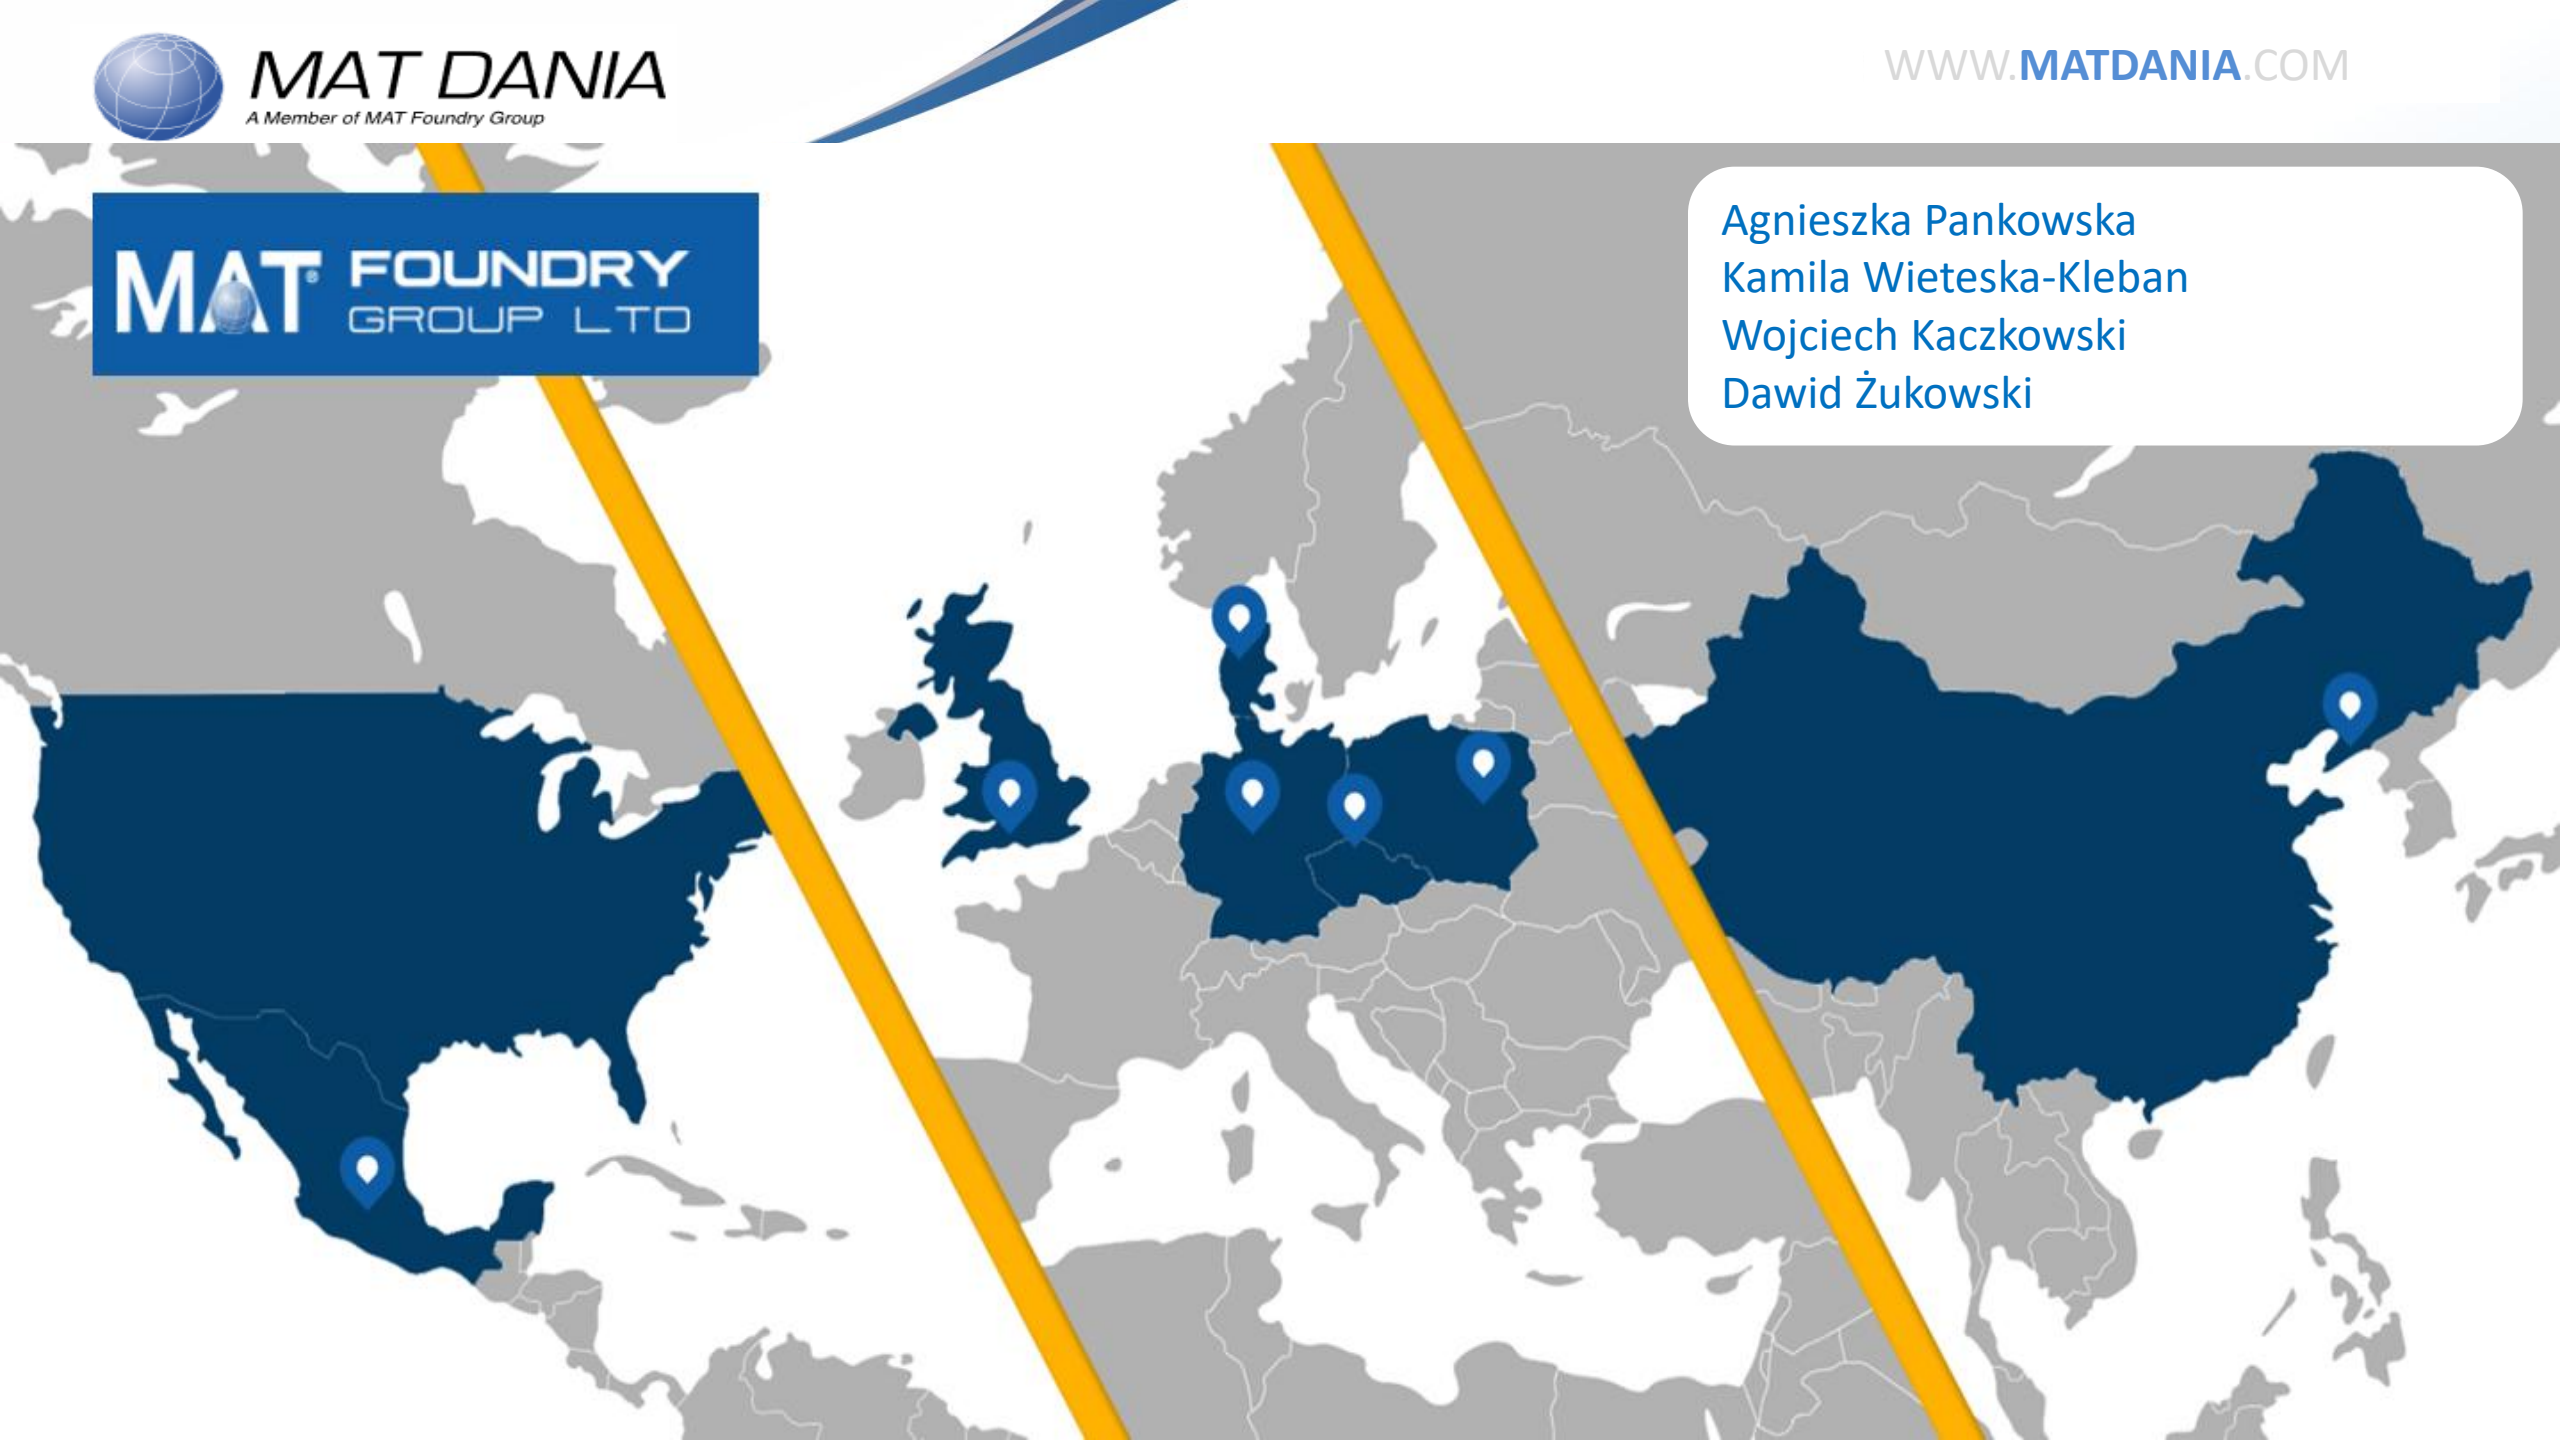 MAT DANIA
A Member of MAT Foundry Group
WWW.MATDANIA.COM
MAT® FOUNDRY
GROUP LTD
Agnieszka Pankowska
Kamila Wieteska-Kleban
Wojciech Kaczkowski
Dawid Żukowski